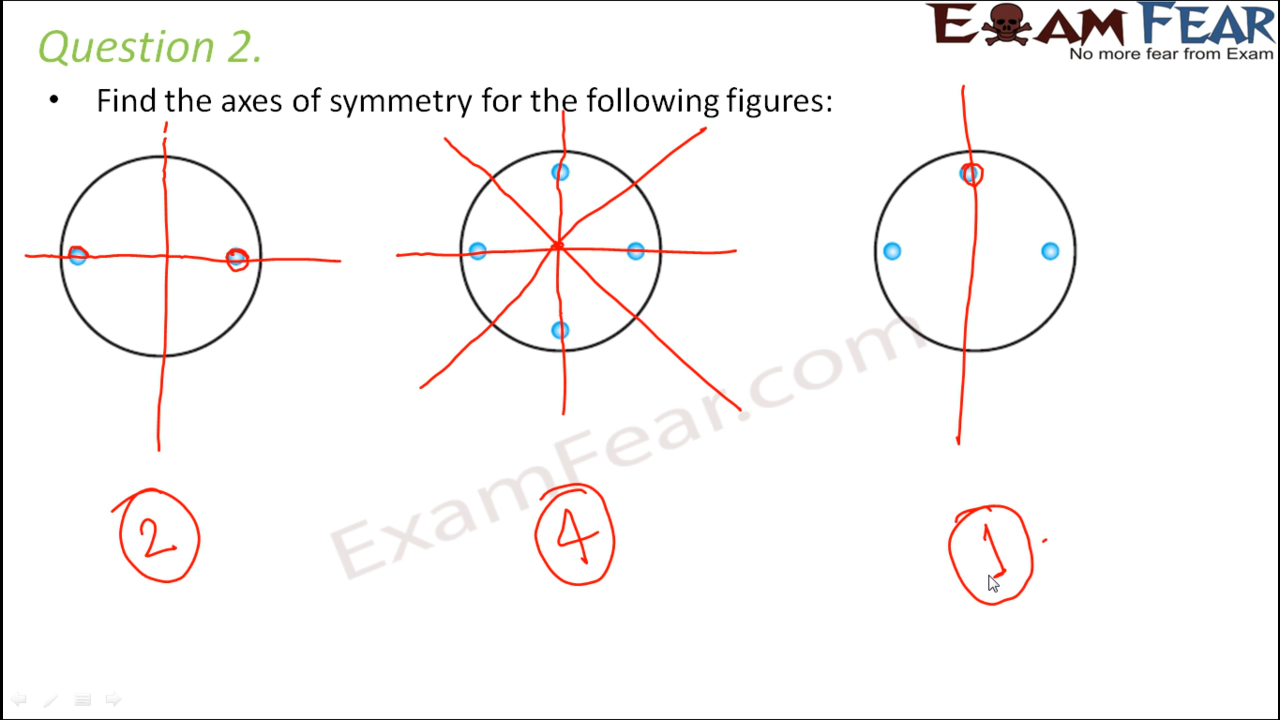 EXAM FEAR
No more fear from Exam
Question 2.
• Find the axes of symmetry for the following figures:
ExamFear.com
2
4
1